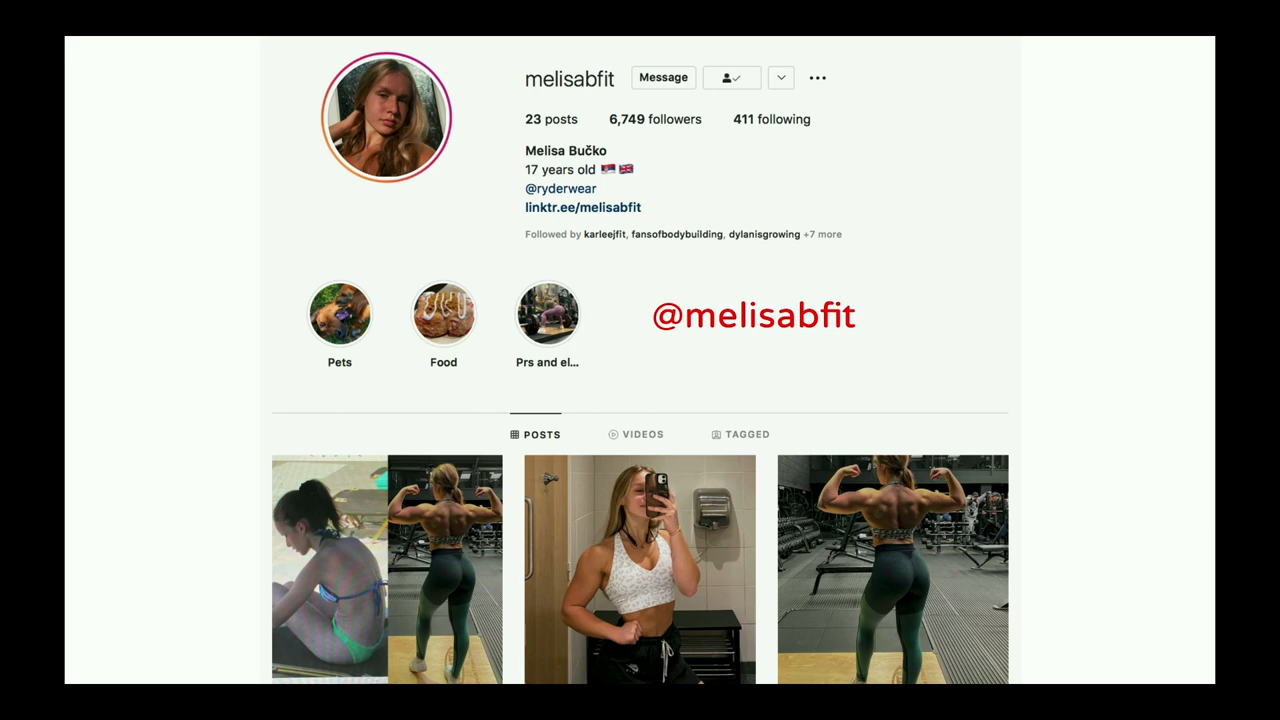 melisabfit Message
23 posts 6,749 followers 411 following
Melisa Bučko
17 years old
@ryderwear
linktr.ee/melisabfit
Followed by karleejfit, fansofbodybuilding, dylanisgrowing +7 more
@melisabfit
Pets Food Prs and el...
POSTS VIDEOS TAGGED